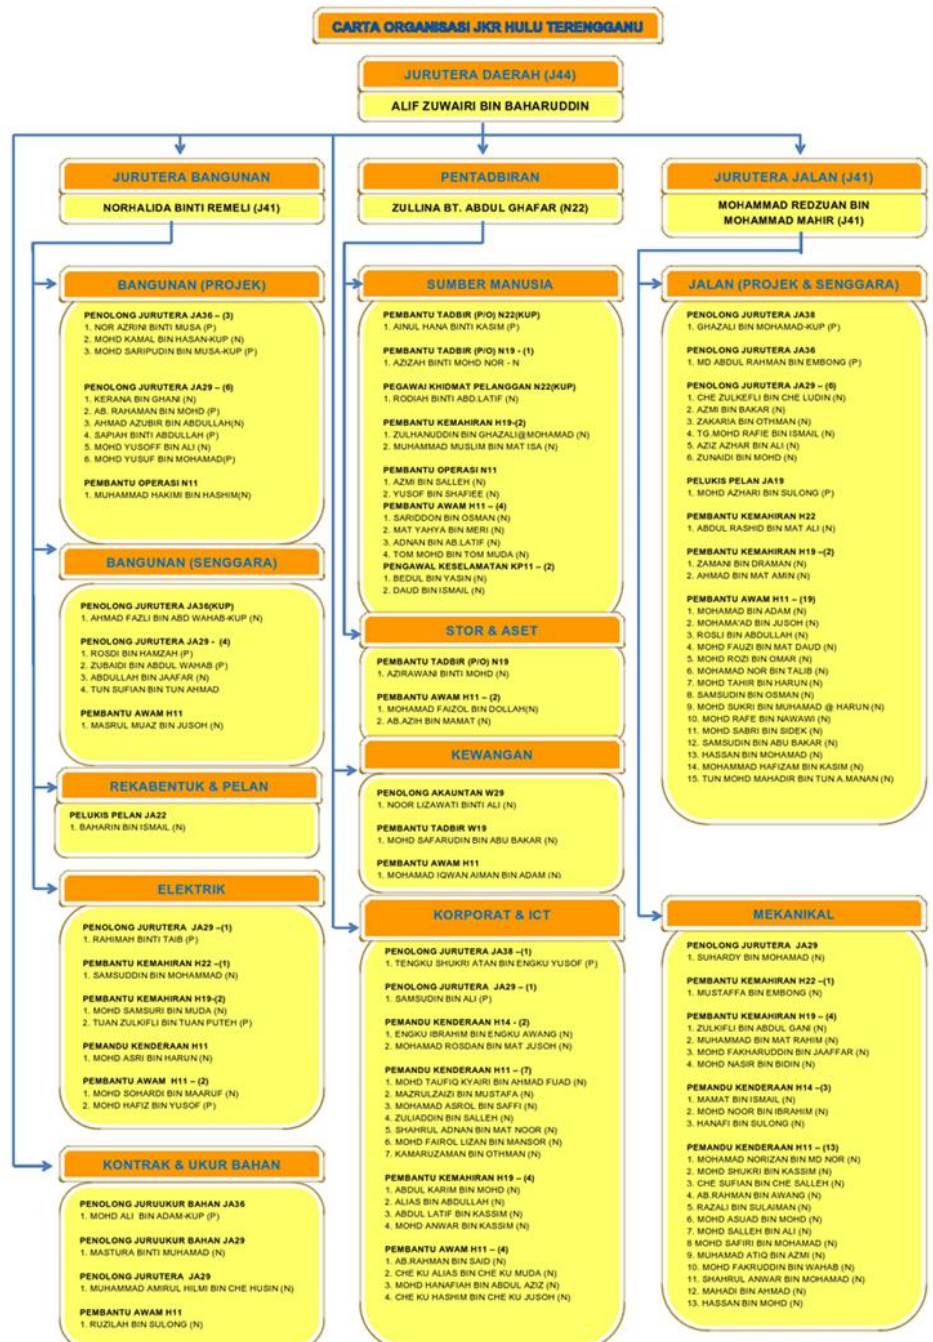 CARTA ORGANISASI JKR HULU TERENGGANU
JURUTERA DAERAH (J44)
ALIF ZUWAIRI BIN BAHARUDDIN
JURUTERA BANGUNAN
NORHALIDA BINTI REMELI (J41)
PENTADBIRAN
ZULLINA BT. ABDUL GHAFAR (N22)
JURUTERA JALAN (J41)
MOHAMMAD REDZUAN BIN
MOHAMMAD MAHIR (J41)
BANGUNAN (PROJEK)
PENOLONG JURUTERA JA36 – (3)
1. NOR AZRINI BINTI MUSA (P)
2. MOHD KAMAL BIN HASAN-KUP (N)
3. MOHD SARIPUDIN BIN MUSA-KUP (P)
PENOLONG JURUTERA JA29 – (6)
1. KERANA BIN GHANI (N)
2. AB. RAHAMAN BIN MOHD (P)
3. AHMAD AZUBIR BIN ABDULLAH(N)
4. SAPIAH BINTI ABDULLAH (P)
5. MOHD YUSOFF BIN ALI (N)
6. MOHD YUSUF BIN MOHAMAD(P)
PEMBANTU OPERASI N11
1. MUHAMMAD HAKIMI BIN HASHIM(N)
BANGUNAN (SENGGARA)
PENOLONG JURUTERA JA36(KUP)
1. AHMAD FAZLI BIN ABD WAHAB-KUP (N)
PENOLONG JURUTERA JA29 - (4)
1. ROSDI BIN HAMZAH (P)
2. ZUBAIDI BIN ABDUL WAHAB (P)
3. ABDULLAH BIN JAAFAR (N)
4. TUN SUFIAN BIN TUN AHMAD
PEMBANTU AWAM H11
1. MASRUL MUAZ BIN JUSOH (N)
REKABENTUK & PELAN
PELUKIS PELAN JA22
1. BAHARIN BIN ISMAIL (N)
ELEKTRIK
PENOLONG JURUTERA JA29 –(1)
1. RAHIMAH BINTI TAIB (P)
PEMBANTU KEMAHIRAN H22 –(1)
1. SAMSUDDIN BIN MOHAMMAD (N)
PEMBANTU KEMAHIRAN H19-(2)
1. MOHD SAMSURI BIN MUDA (N)
2. TUAN ZULKIFLI BIN TUAN PUTEH (P)
PEMANDU KENDERAAN H11
1. MOHD ASRI BIN HARUN (N)
PEMBANTU AWAM H11 – (2)
1. MOHD SOHARDI BIN MAARUF (N)
2. MOHD HAFIZ BIN YUSOF (P)
KONTRAK & UKUR BAHAN
PENOLONG JURUUKUR BAHAN JA36
1. MOHD ALI BIN ADAM-KUP (P)
PENOLONG JURUUKUR BAHAN JA29
1. MASTURA BINTI MUHAMAD (N)
PENOLONG JURUTERA JA29
1. MUHAMMAD AMIRUL HILMI BIN CHE HUSIN (N)
PEMBANTU AWAM H11
1. RUZILAH BIN SULONG (N)
SUMBER MANUSIA
PEMBANTU TADBIR (P/O) N22(KUP)
1. AINUL HANA BINTI KASIM (P)
PEMBANTU TADBIR (P/O) N19 - (1)
1. AZIZAH BINTI MOHD NOR - N
PEGAWAI KHIDMAT PELANGGAN N22(KUP)
1. RODIAH BINTI ABD.LATIF (N)
PEMBANTU KEMAHIRAN H19-(2)
1. ZULHANUDDIN BIN GHAZALI@MOHAMAD (N)
2. MUHAMMAD MUSLIM BIN MAT ISA (N)
PEMBANTU OPERASI N11
1. AZMI BIN SALLEH (N)
2. YUSOF BIN SHAFIEE (N)
PEMBANTU AWAM H11 – (4)
1. SARIDDON BIN OSMAN (N)
2. MAT YAHYA BIN MERI (N)
3. ADNAN BIN AB.LATIF (N)
4. TOM MOHD BIN TOM MUDA (N)
PENGAWAL KESELAMATAN KP11 – (2)
1. BEDUL BIN YASIN (N)
2. DAUD BIN ISMAIL (N)
STOR & ASET
PEMBANTU TADBIR (P/O) N19
1. AZIRAWANI BINTI MOHD (N)
PEMBANTU AWAM H11 – (2)
1. MOHAMAD FAIZOL BIN DOLLAH(N)
2. AB.AZIH BIN MAMAT (N)
KEWANGAN
PENOLONG AKAUNTAN W29
1. NOOR LIZAWATI BINTI ALI (N)
PEMBANTU TADBIR W19
1. MOHD SAFARUDIN BIN ABU BAKAR (N)
PEMBANTU AWAM H11
1. MOHAMAD IQWAN AIMAN BIN ADAM (N)
KORPORAT & ICT
PENOLONG JURUTERA JA38 –(1)
1. TENGKU SHUKRI ATAN BIN ENGKU YUSOF (P)
PENOLONG JURUTERA JA29 – (1)
1. SAMSUDIN BIN ALI (P)
PEMANDU KENDERAAN H14 - (2)
1. ENGKU IBRAHIM BIN ENGKU AWANG (N)
2. MOHAMAD ROSDAN BIN MAT JUSOH (N)
PEMANDU KENDERAAN H11 – (7)
1. MOHD TAUFIQ KYAIRI BIN AHMAD FUAD (N)
2. MAZRULZAIZI BIN MUSTAFA (N)
3. MOHAMAD ASROL BIN SAFFI (N)
4. ZULIADDIN BIN SALLEH (N)
5. SHAHRUL ADNAN BIN MAT NOOR (N)
6. MOHD FAIROL LIZAN BIN MANSOR (N)
7. KAMARUZAMAN BIN OTHMAN (N)
PEMBANTU KEMAHIRAN H19 – (4)
1. ABDUL KARIM BIN MOHD (N)
2. ALIAS BIN ABDULLAH (N)
3. ABDUL LATIF BIN KASSIM (N)
4. MOHD ANWAR BIN KASSIM (N)
PEMBANTU AWAM H11 – (4)
1. AB.RAHMAN BIN SAID (N)
2. CHE KU ALIAS BIN CHE KU MUDA (N)
3. MOHD HANAFIAH BIN ABDUL AZIZ (N)
4. CHE KU HASHIM BIN CHE KU JUSOH (N)
JALAN (PROJEK & SENGGARA)
PENOLONG JURUTERA JA38
1. GHAZALI BIN MOHAMAD-KUP (P)
PENOLONG JURUTERA JA36
1. MD ABDUL RAHMAN BIN EMBONG (P)
PENOLONG JURUTERA JA29 – (6)
1. CHE ZULKEFLI BIN CHE LUDIN (N)
2. AZMI BIN BAKAR (N)
3. ZAKARIA BIN OTHMAN (N)
4. TG.MOHD RAFIE BIN ISMAIL (N)
5. AZIZ AZHAR BIN ALI (N)
6. ZUNAIDI BIN MOHD (N)
PELUKIS PELAN JA19
1. MOHD AZHARI BIN SULONG (P)
PEMBANTU KEMAHIRAN H22
1. ABDUL RASHID BIN MAT ALI (N)
PEMBANTU KEMAHIRAN H19 –(2)
1. ZAMANI BIN DRAMAN (N)
2. AHMAD BIN MAT AMIN (N)
PEMBANTU AWAM H11 – (19)
1. MOHAMAD BIN ADAM (N)
2. MOHAMA'AD BIN JUSOH (N)
3. ROSLI BIN ABDULLAH (N)
4. MOHD FAUZI BIN MAT DAUD (N)
5. MOHD ROZI BIN OMAR (N)
6. MOHAMAD NOR BIN TALIB (N)
7. MOHD TAHIR BIN HARUN (N)
8. SAMSUDIN BIN OSMAN (N)
9. MOHD SUKRI BIN MUHAMAD @ HARUN (N)
10. MOHD RAFE BIN NAWAWI (N)
11. MOHD SABRI BIN SIDEK (N)
12. SAMSUDIN BIN ABU BAKAR (N)
13. HASSAN BIN MOHAMAD (N)
14. MOHAMMAD HAFIZAM BIN KASIM (N)
15. TUN MOHD MAHADIR BIN TUN A.MANAN (N)
MEKANIKAL
PENOLONG JURUTERA JA29
1. SUHARDY BIN MOHAMAD (N)
PEMBANTU KEMAHIRAN H22 –(1)
1. MUSTAFFA BIN EMBONG (N)
PEMBANTU KEMAHIRAN H19 – (4)
1. ZULKIFLI BIN ABDUL GANI (N)
2. MUHAMMAD BIN MAT RAHIM (N)
3. MOHD FAKHARUDDIN BIN JAAFFAR (N)
4. MOHD NASIR BIN BIDIN (N)
PEMANDU KENDERAAN H14 –(3)
1. MAMAT BIN ISMAIL (N)
2. MOHD NOOR BIN IBRAHIM (N)
3. HANAFI BIN SULONG (N)
PEMANDU KENDERAAN H11 – (13)
1. MOHAMAD NORIZAN BIN MD NOR (N)
2. MOHD SHUKRI BIN KASSIM (N)
3. CHE SUFIAN BIN CHE SALLEH (N)
4. AB.RAHMAN BIN AWANG (N)
5. RAZALI BIN SULAIMAN (N)
6. MOHD ASUAD BIN MOHD (N)
7. MOHD SALLEH BIN ALI (N)
8 MOHD SAFIRI BIN MOHAMAD (N)
9. MUHAMAD ATIQ BIN AZMI (N)
10. MOHD FAKRUDDIN BIN WAHAB (N)
11. SHAHRUL ANWAR BIN MOHAMAD (N)
12. MAHADI BIN AHMAD (N)
13. HASSAN BIN MOHD (N)